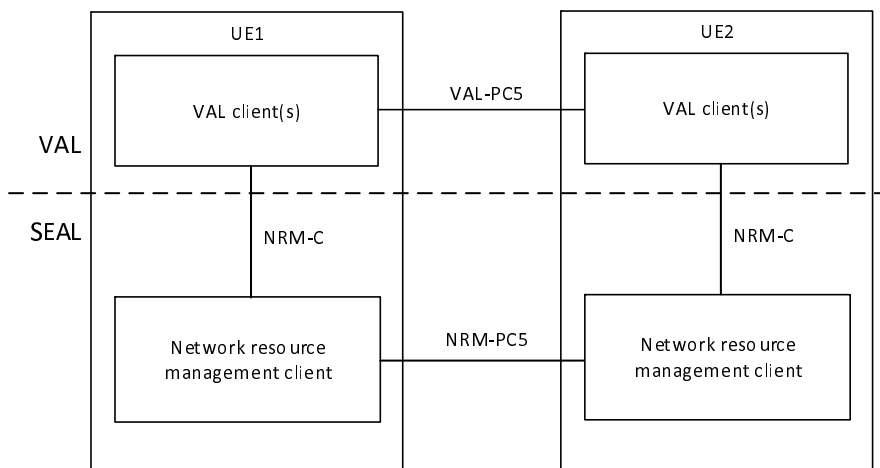 UE1
UE2
VAL client(s)
VAL-PC5
VAL client(s)
VAL
SEAL
NRM-C
NRM-C
Network resource
management client
NRM-PC5
Network resource
management client